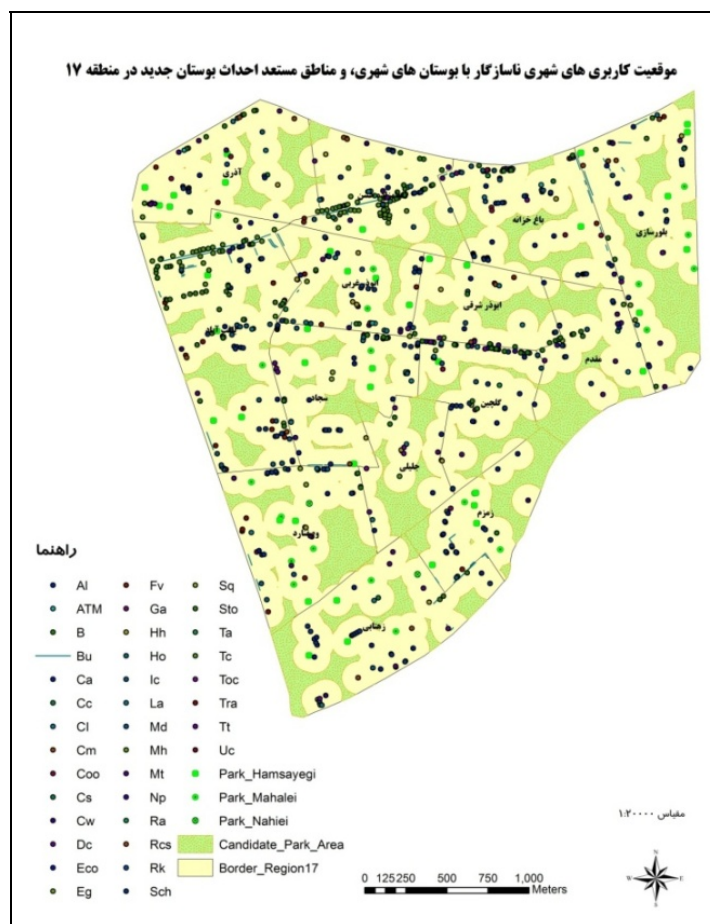 موقعیت کاربری های شهری ناسازگار با بوستان های شهری، و مناطق مستعد احداث بوستان جدید در منطقه ۱۷
آذری
باغ خزانه
بلورسازی
ابوذر غربی
ابوذر شرقی
مقدم
سجاد
گلچین
جلیلی
زمزم
وصفنارد
زهتابی
راهنما
Al
ATM
B
Bu
Ca
Cc
Cl
Cm
Coo
Cs
Cw
Dc
Eco
Eg
Fv
Ga
Hh
Ho
Ic
La
Md
Mh
Mt
Np
Ra
Rcs
Rk
Sch
Sq
Sto
Ta
Tc
Toc
Tra
Tt
Uc
Park_Hamsayegi
Park_Mahalei
Park_Nahiei
Candidate_Park_Area
Border_Region17
مقیاس ۱:۲۰۰۰۰
N
W E
S
0 125250 500 750 1,000
Meters